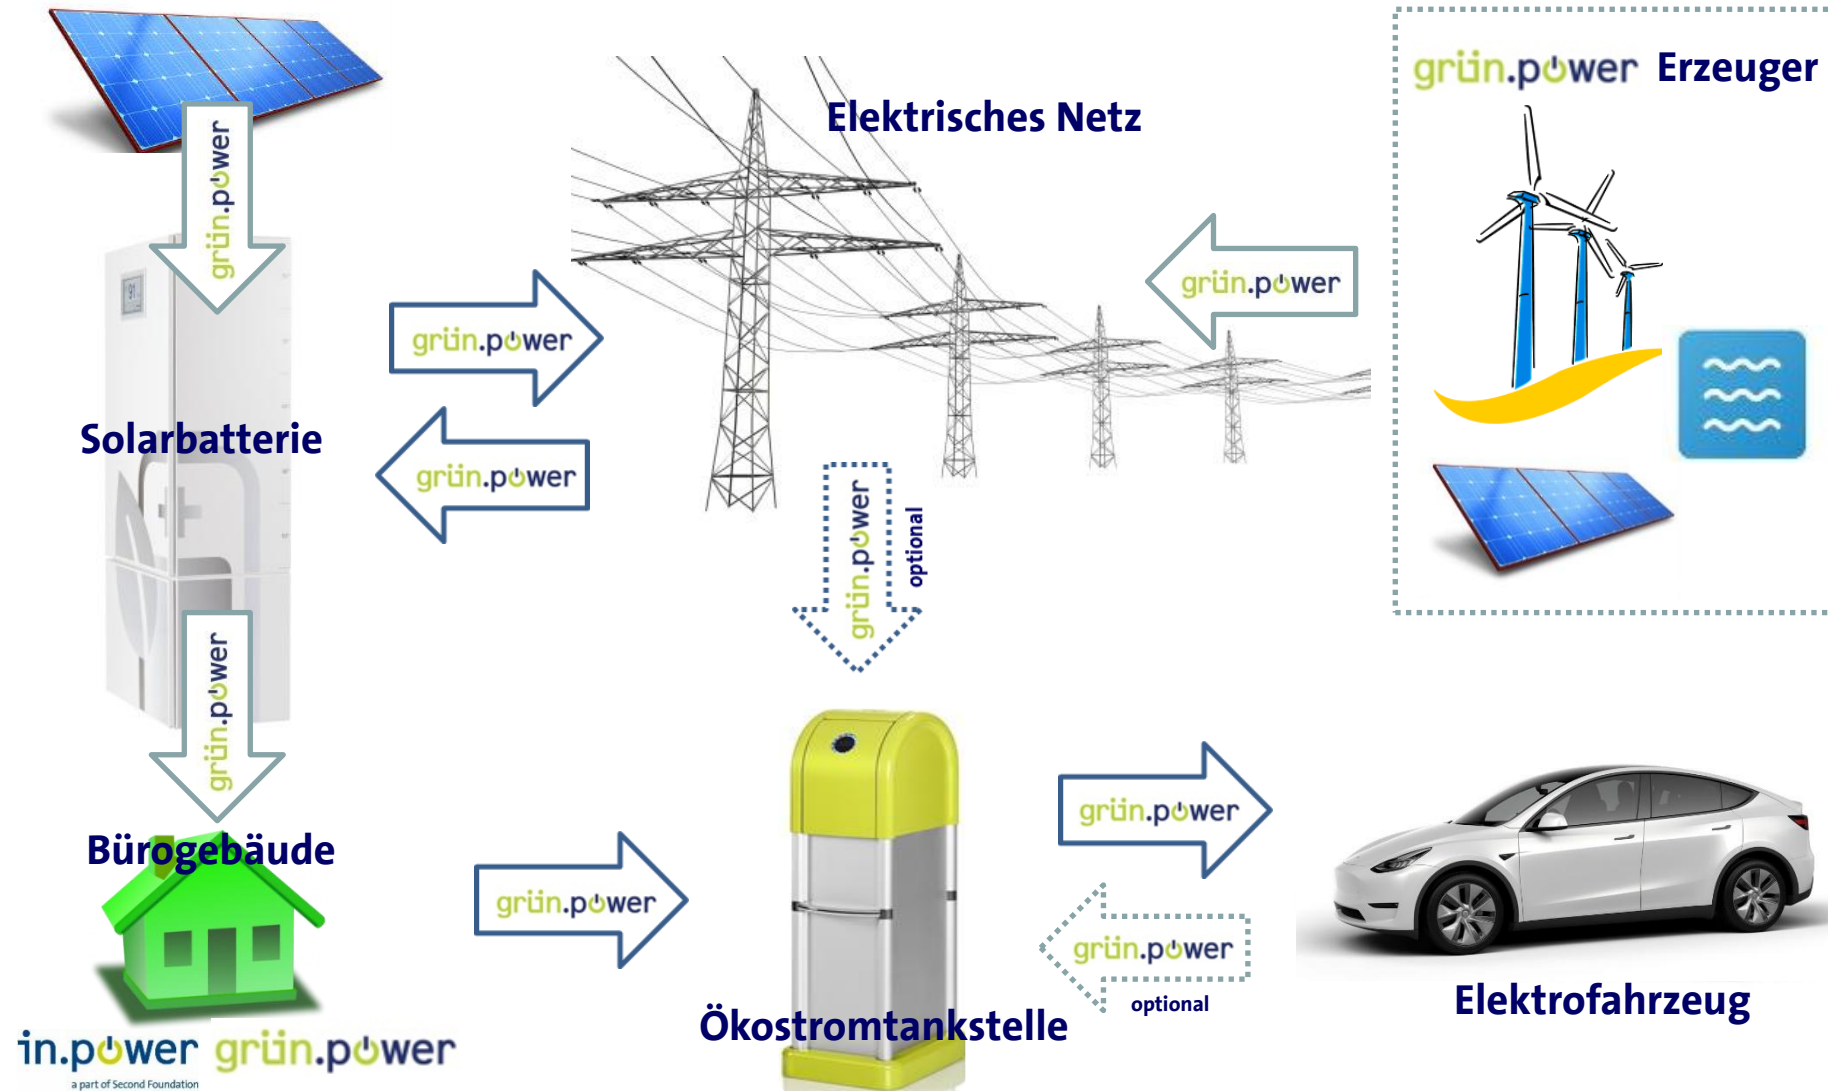 grün.power Erzeuger
Elektrisches Netz
grün.power
grün.power
grün.power
Solarbatterie
grün.power
grün.power
optional
grün.power
Bürogebäude
grün.power
grün.power
grün.power
optional
Ökostromtankstelle
Elektrofahrzeug
in.power grün.power
a part of Second Foundation